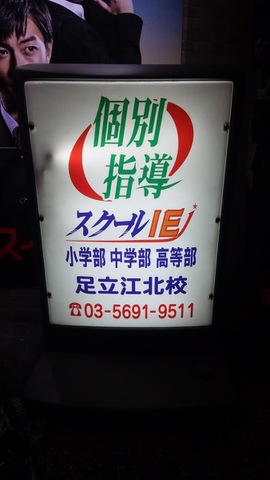 個別
指導
スクールIE
小学部 中学部 高等部
足立江北校
☎03-5691-9511